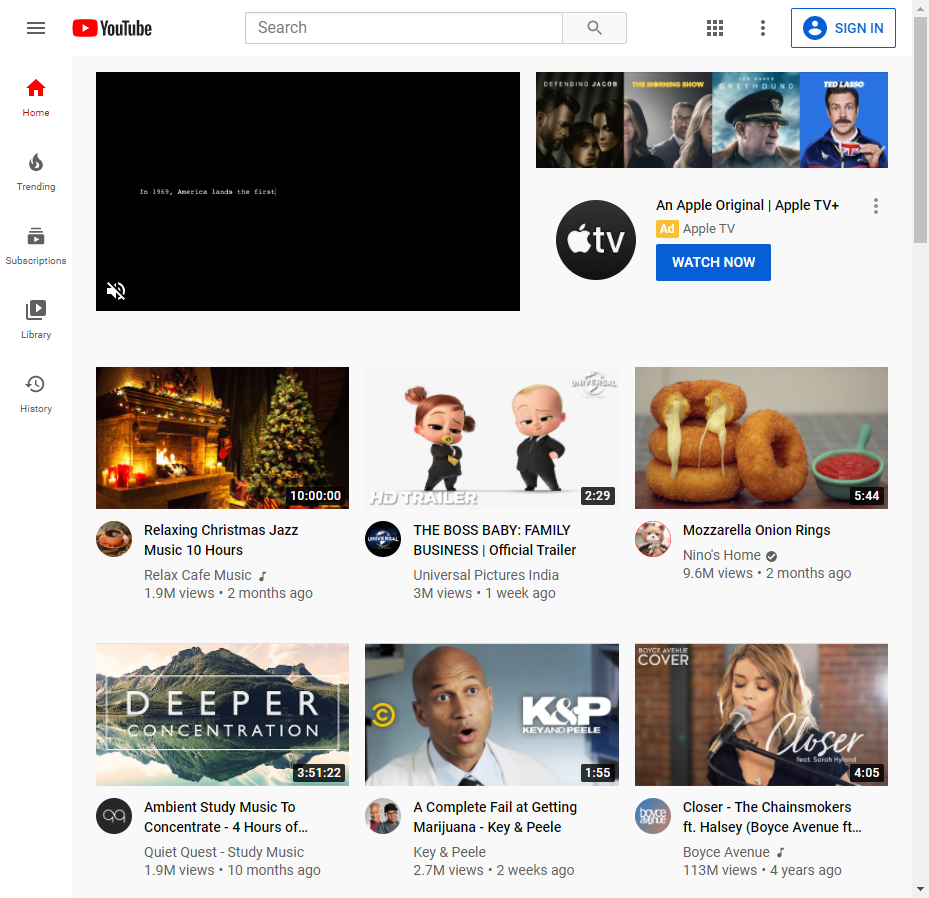 YouTube
Search
SIGN IN
Home
Trending
Subscriptions
Library
History
In 1969, America lands the first
DEFENDING JACOB
THE MORNING SHOW
TOM HANKS
GREYHOUND
TED LASSO
tv
An Apple Original | Apple TV+
Ad Apple TV
WATCH NOW
UNIVERSAL
HD TRAILER
10:00:00
2:29
5:44
Relaxing Christmas Jazz
Music 10 Hours
Relax Cafe Music
1.9M views • 2 months ago
UNIVERSAL
THE BOSS BABY: FAMILY
BUSINESS | Official Trailer
Universal Pictures India
3M views • 1 week ago
Mozzarella Onion Rings
Nino's Home
9.6M views • 2 months ago
DEEPER
CONCENTRATION
3:51:22
K&P
KEY AND PEELE
1:55
BOYCE AVENUE
COVER
Closer
feat. Sarah Hyland
4:05
Ambient Study Music To
Concentrate - 4 Hours of...
Quiet Quest - Study Music
1.9M views • 10 months ago
A Complete Fail at Getting
Marijuana - Key & Peele
Key & Peele
2.7M views • 2 weeks ago
boyce
avenue
Closer - The Chainsmokers
ft. Halsey (Boyce Avenue ft...
Boyce Avenue
113M views • 4 years ago